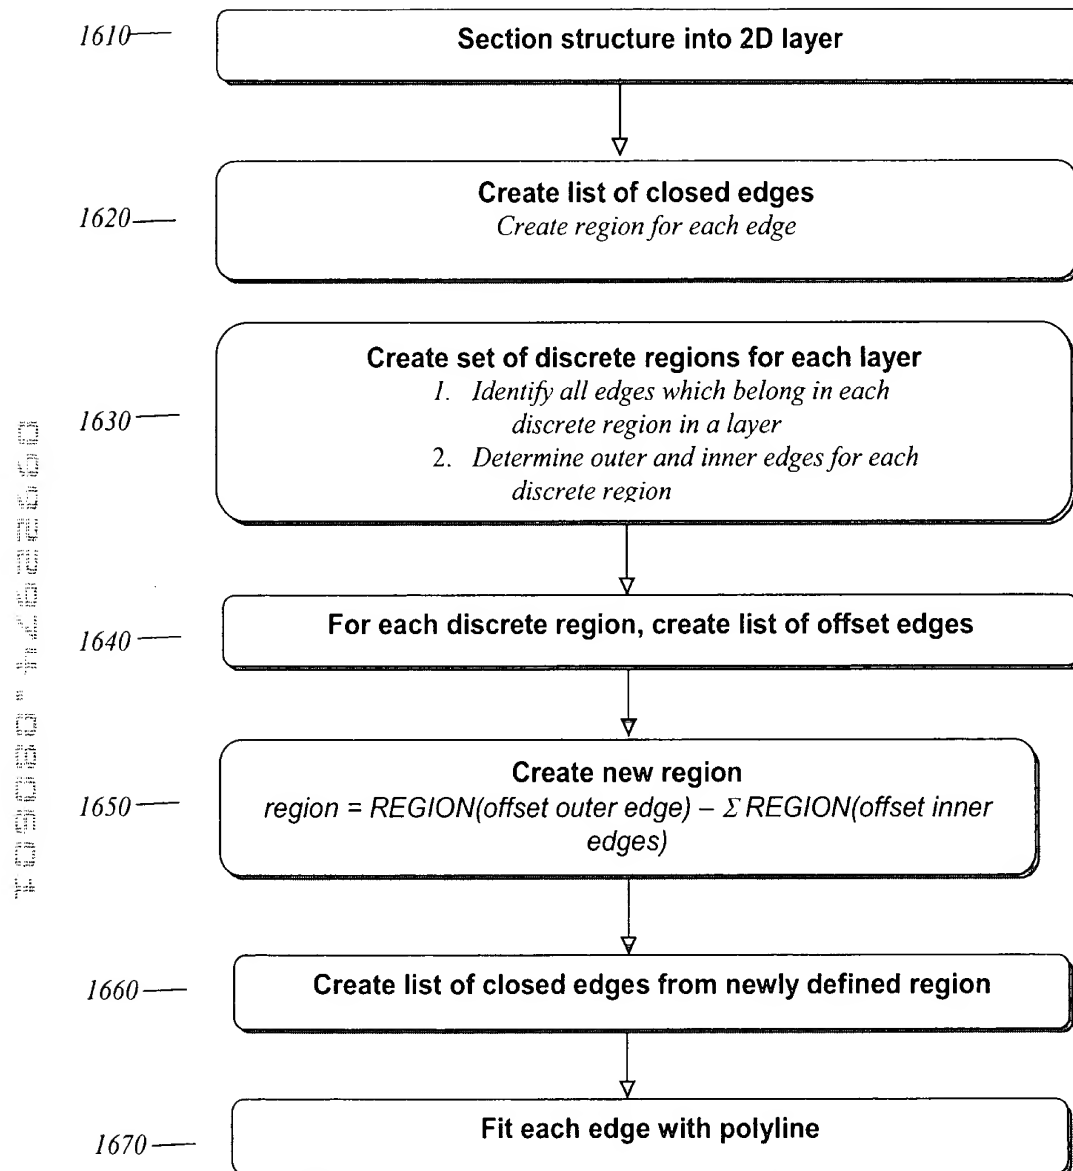 1610
Section structure into 2D layer
1620
Create list of closed edges
Create region for each edge
1630
Create set of discrete regions for each layer
1. Identify all edges which belong in each
discrete region in a layer
2. Determine outer and inner edges for each
discrete region
1640
For each discrete region, create list of offset edges
1650
Create new region
region = REGION(offset outer edge) – Σ REGION(offset inner
edges)
1660
Create list of closed edges from newly defined region
1670
Fit each edge with polyline
09922974.080501